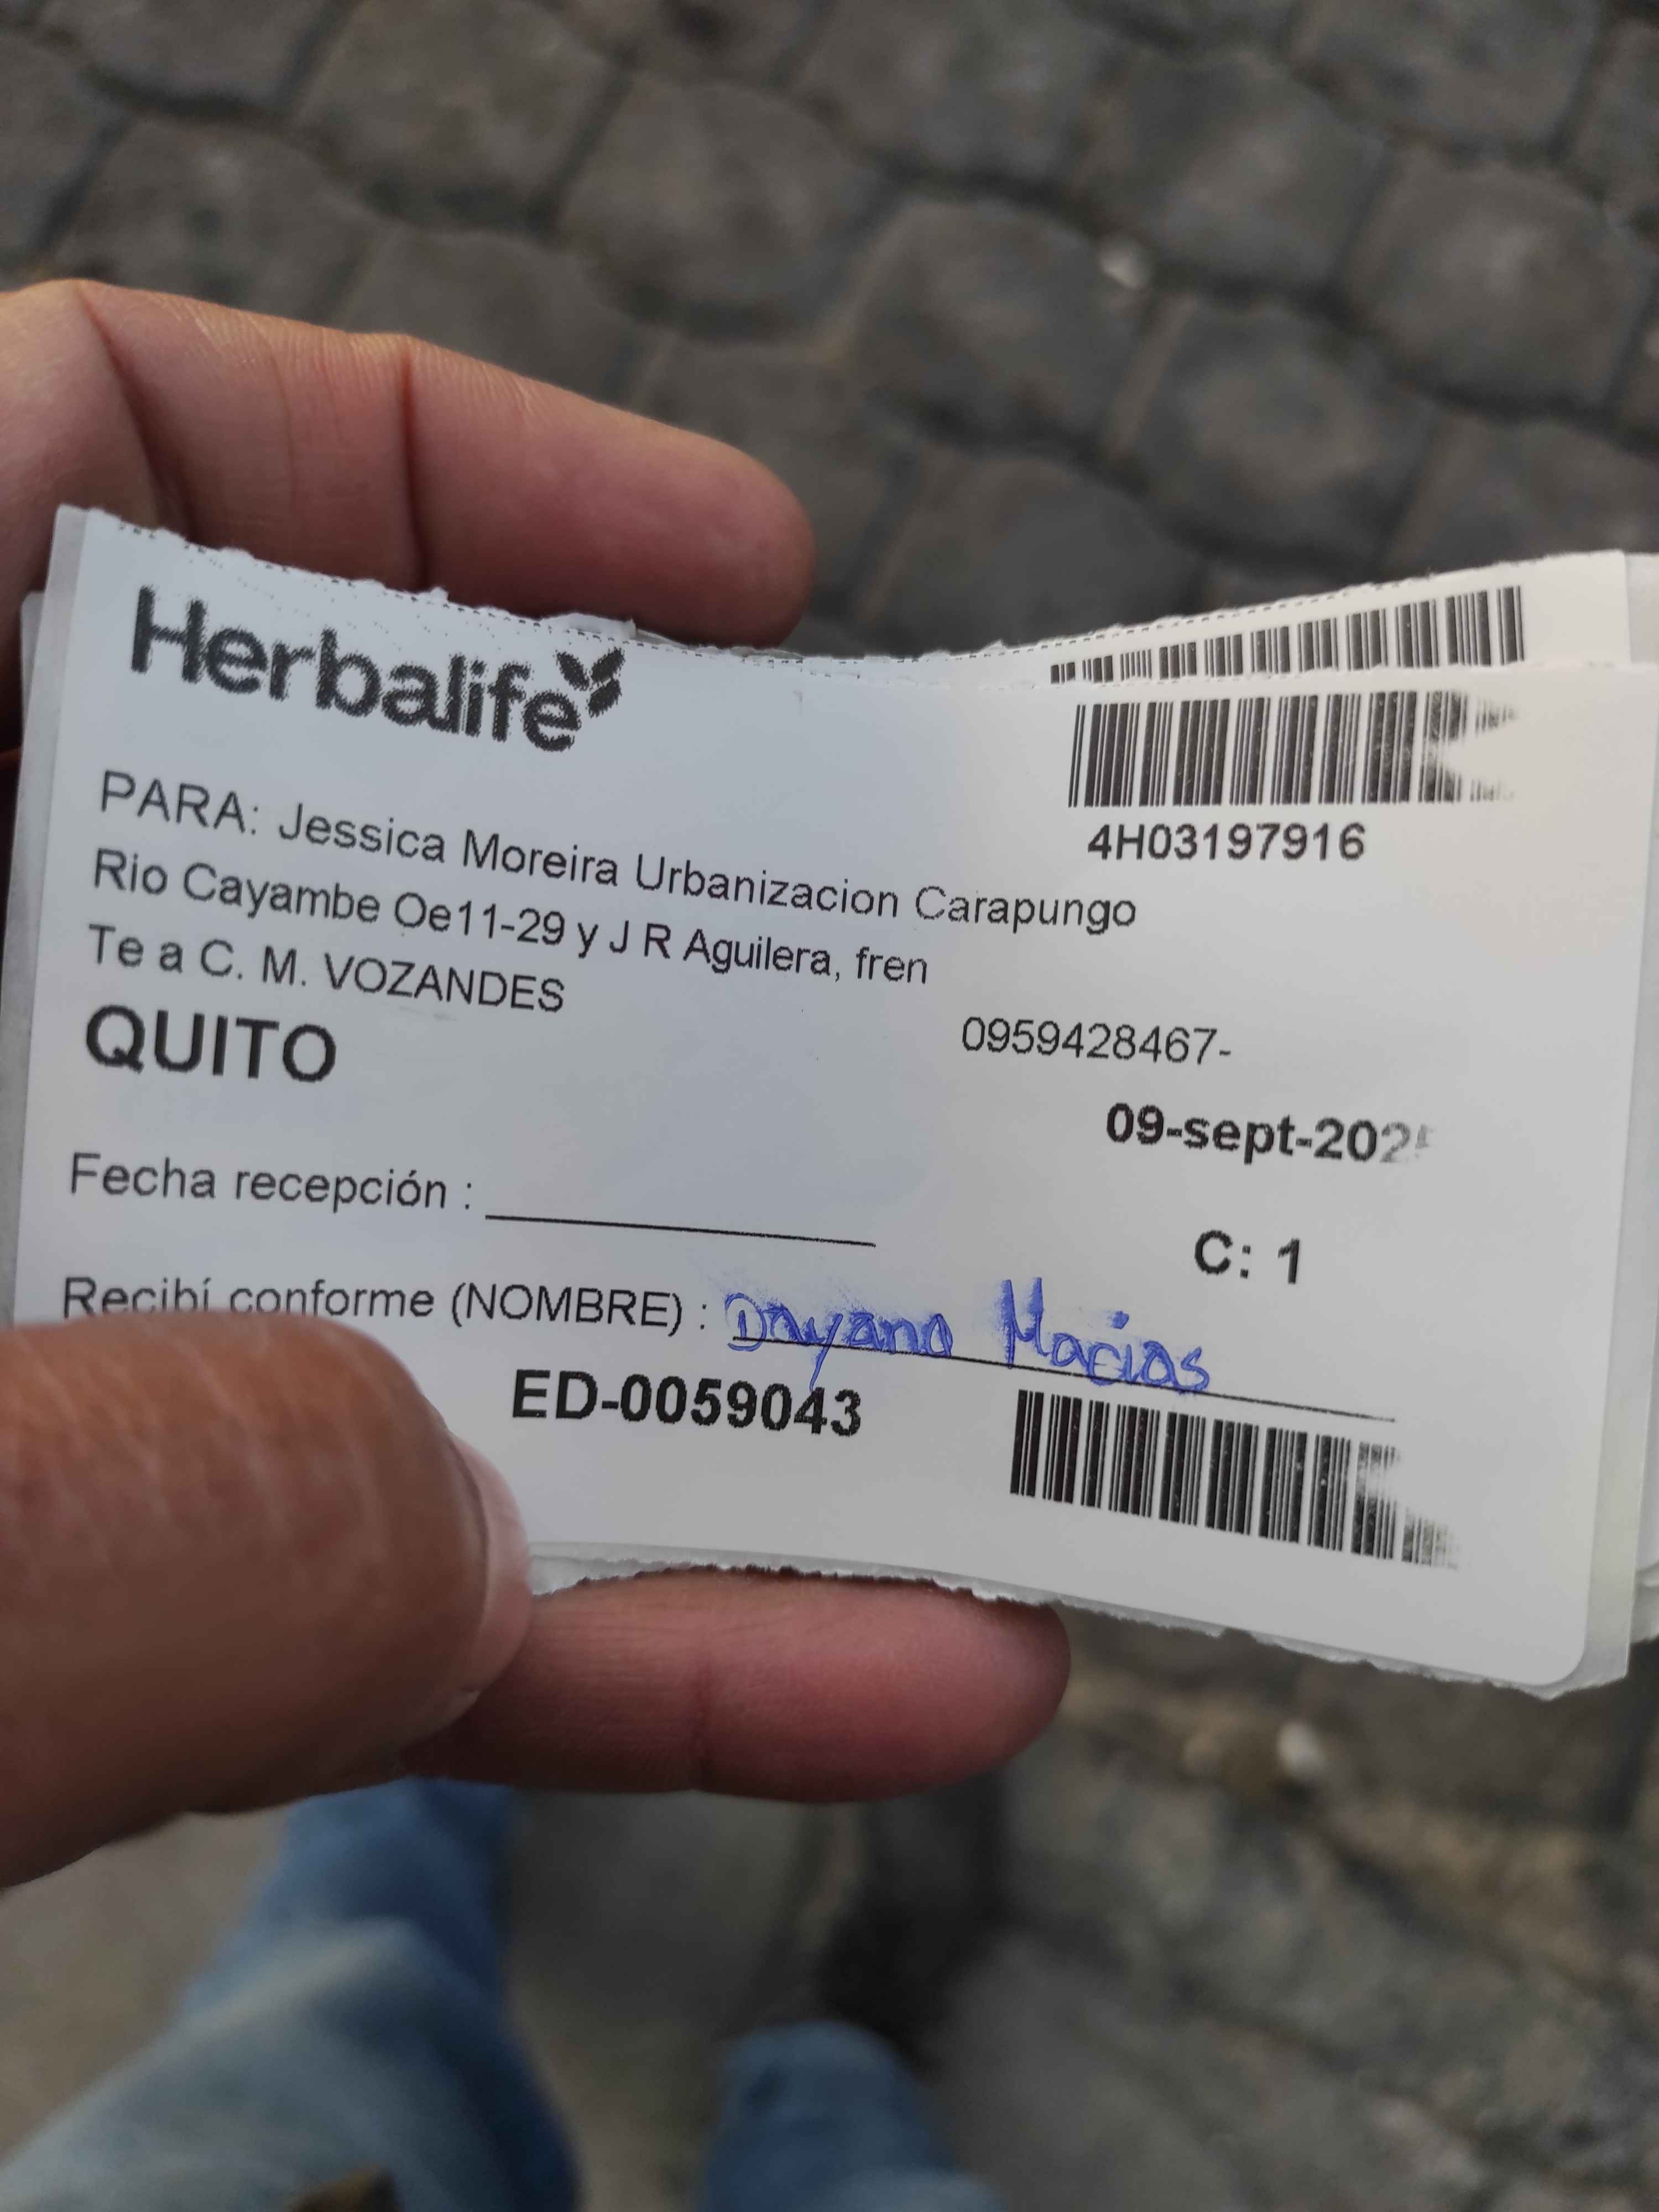 Herbalife
4H03197916
PARA: Jessica Moreira Urbanizacion Carapungo
Rio Cayambe Oe11-29 y J R Aguilera, fren
Te a C. M. VOZANDES
QUITO
0959428467-
09-sept-2025
Fecha recepción :
C: 1
Recibí conforme (NOMBRE) : Dayana Macias
ED-0059043